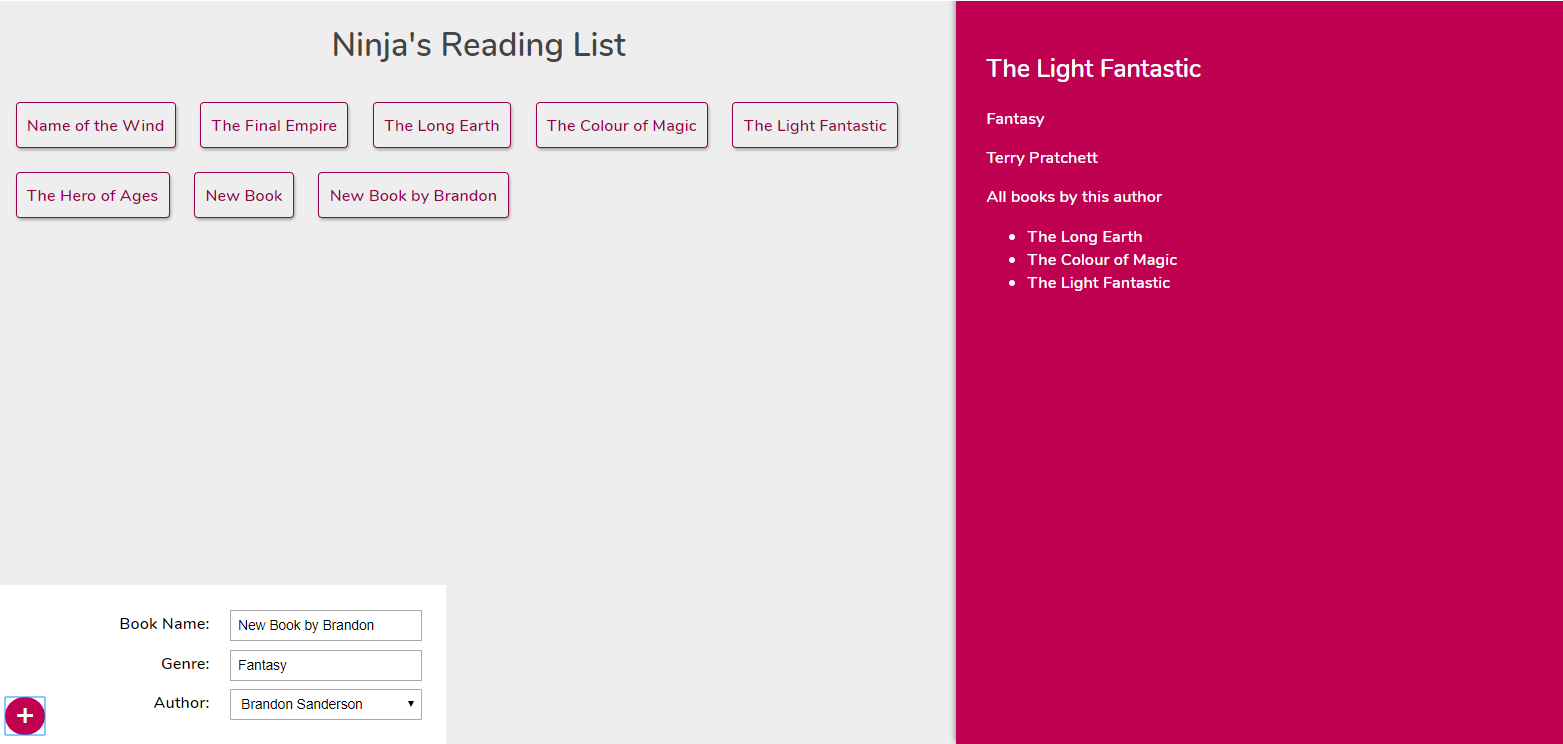 Ninja's Reading List
Name of the Wind
The Final Empire
The Long Earth
The Colour of Magic
The Light Fantastic
The Hero of Ages
New Book
New Book by Brandon
Book Name: New Book by Brandon
Genre: Fantasy
Author: Brandon Sanderson
+
The Light Fantastic
Fantasy
Terry Pratchett
All books by this author
The Long Earth
The Colour of Magic
The Light Fantastic